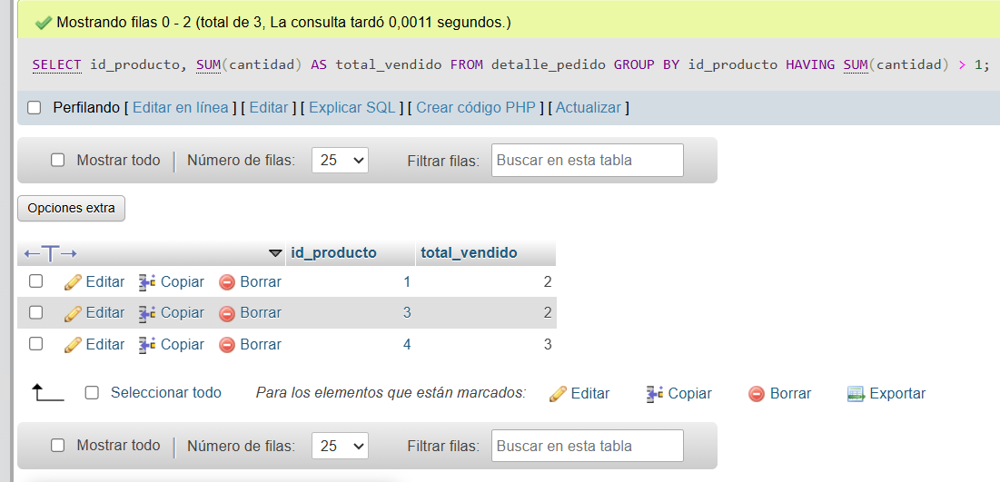 Mostrando filas 0 - 2 (total de 3, La consulta tardó 0,0011 segundos.)
SELECT id_producto, SUM(cantidad) AS total_vendido FROM detalle_pedido GROUP BY id_producto HAVING SUM(cantidad) > 1;
Perfilando [ Editar en línea ] [ Editar ] [ Explicar SQL ] [ Crear código PHP ] [ Actualizar ]
Mostrar todo Número de filas: 25 Filtrar filas: Buscar en esta tabla
Opciones extra
←T→ id_producto total_vendido
Editar Copiar Borrar 1 2
Editar Copiar Borrar 3 2
Editar Copiar Borrar 4 3
Seleccionar todo Para los elementos que están marcados: Editar Copiar Borrar Exportar
Mostrar todo Número de filas: 25 Filtrar filas: Buscar en esta tabla